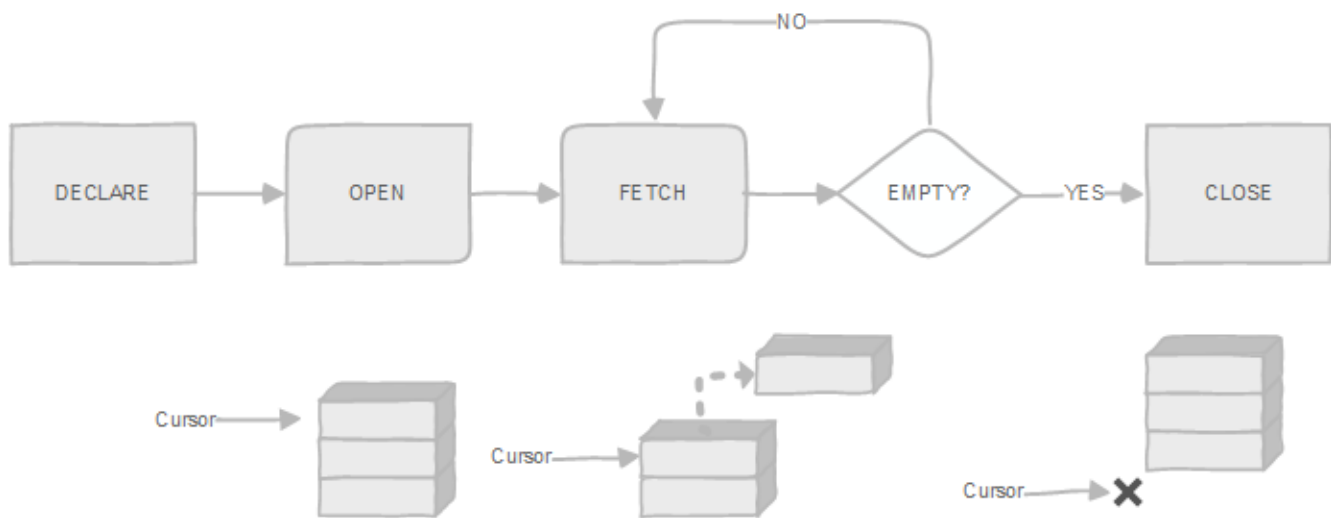 NO
DECLARE
OPEN
FETCH
EMPTY?
YES
CLOSE
Cursor
Cursor
Cursor